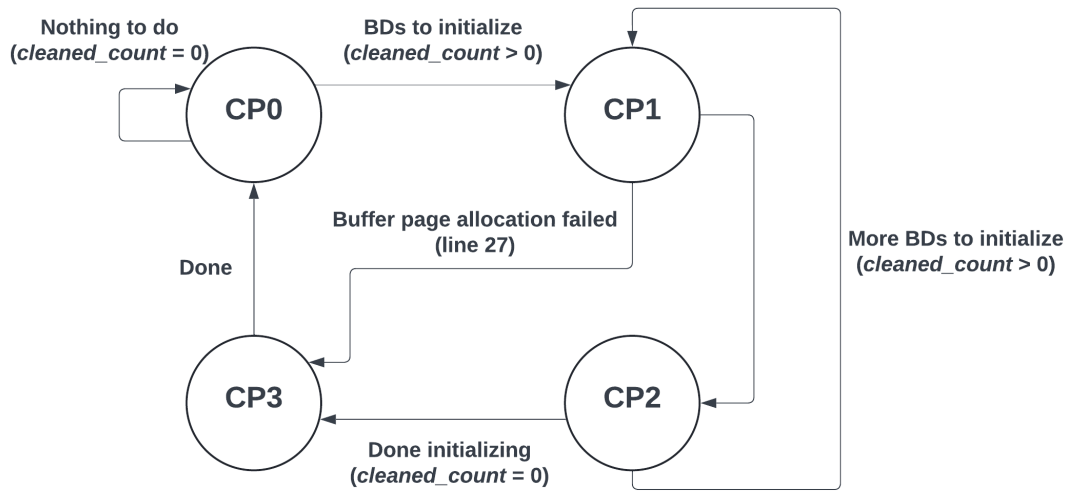 Nothing to do
(cleaned_count = 0)
BDs to initialize
(cleaned_count > 0)
CP0
CP1
Buffer page allocation failed
(line 27)
More BDs to initialize
(cleaned_count > 0)
Done
CP3
CP2
Done initializing
(cleaned_count = 0)